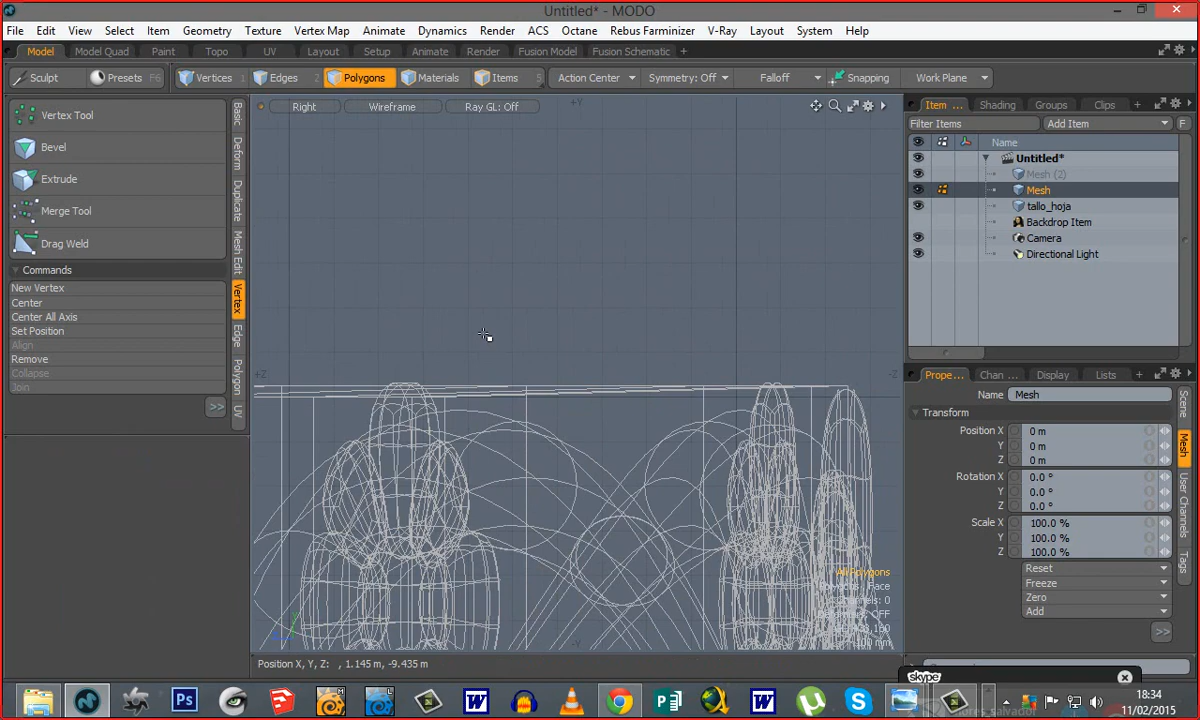 Untitled* - MODO
File Edit View Select Item Geometry Texture Vertex Map Animate Dynamics Render ACS Octane Rebus Farminizer V-Ray Layout System Help
Model Model Quad Paint Topo UV Layout Setup Animate Render Fusion Model Fusion Schematic +
Sculpt Presets F6 Vertices 1 Edges 2 Polygons Materials Items 5 Action Center Symmetry: Off Falloff Snapping Work Plane
Vertex Tool
Bevel
Extrude
Merge Tool
Drag Weld
Commands
New Vertex
Center
Center All Axis
Set Position
Align
Remove
Collapse
Join
>>
Basic
Deform
Duplicate
Mesh Edit
Vertex
Edge
Polygon
UV
Right Wireframe Ray GL: Off
+Y
+Z
-Z
-Y
All Polygons
Position X, Y, Z: , 1.145 m, -9.435 m
Item ... Shading Groups Clips +
Filter Items Add Item F
Name
Untitled*
Mesh (2)
Mesh
tallo_hoja
Backdrop Item
Camera
Directional Light
Prope... Chan ... Display Lists +
Name Mesh
Transform
Position X 0 m
Y 0 m
Z 0 m
Rotation X 0.0 °
Y 0.0 °
Z 0.0 °
Scale X 100.0 %
Y 100.0 %
Z 100.0 %
Reset
Freeze
Zero
Add
>>
Scene
Mesh
User Channels
Tags
skype
18:34
11/02/2015